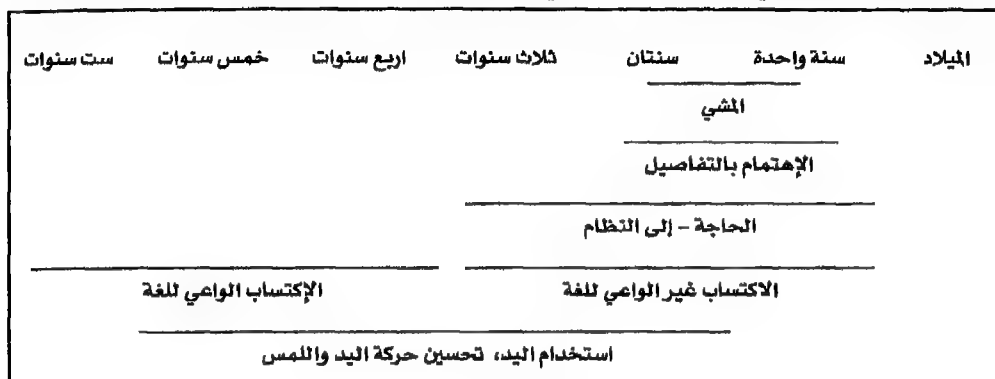 الميلاد سنة واحدة سنتان ثلاث سنوات اربع سنوات خمس سنوات ست سنوات
المشي
الإهتمام بالتفاصيل
الحاجة – إلى النظام
الاكتساب غير الواعي للغة الإكتساب الواعي للغة
استخدام اليد، تحسين حركة اليد واللمس